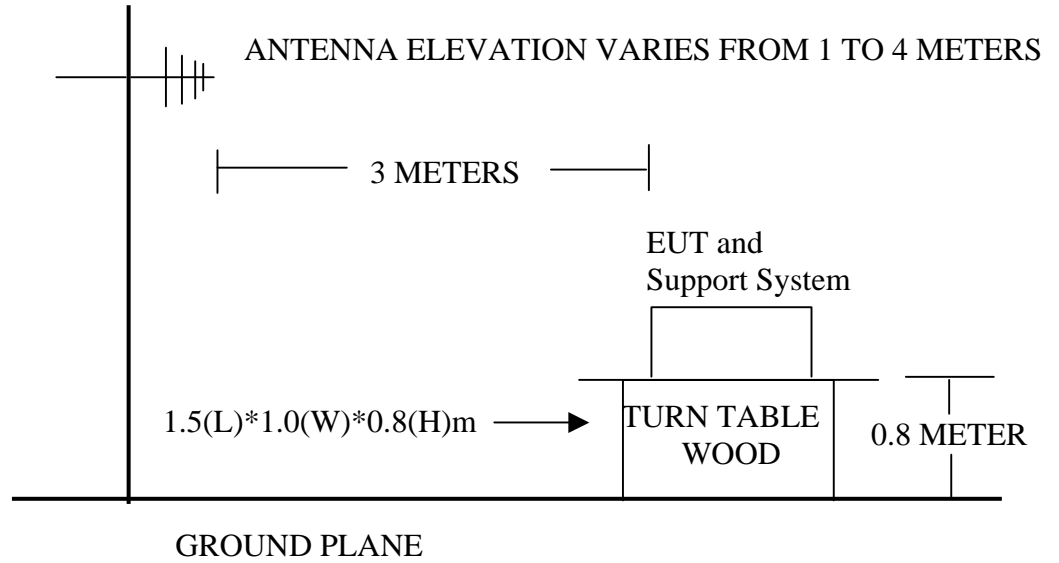 ANTENNA ELEVATION VARIES FROM 1 TO 4 METERS
3 METERS
EUT and
Support System
1.5(L)*1.0(W)*0.8(H)m
TURN TABLE
WOOD
0.8 METER
GROUND PLANE